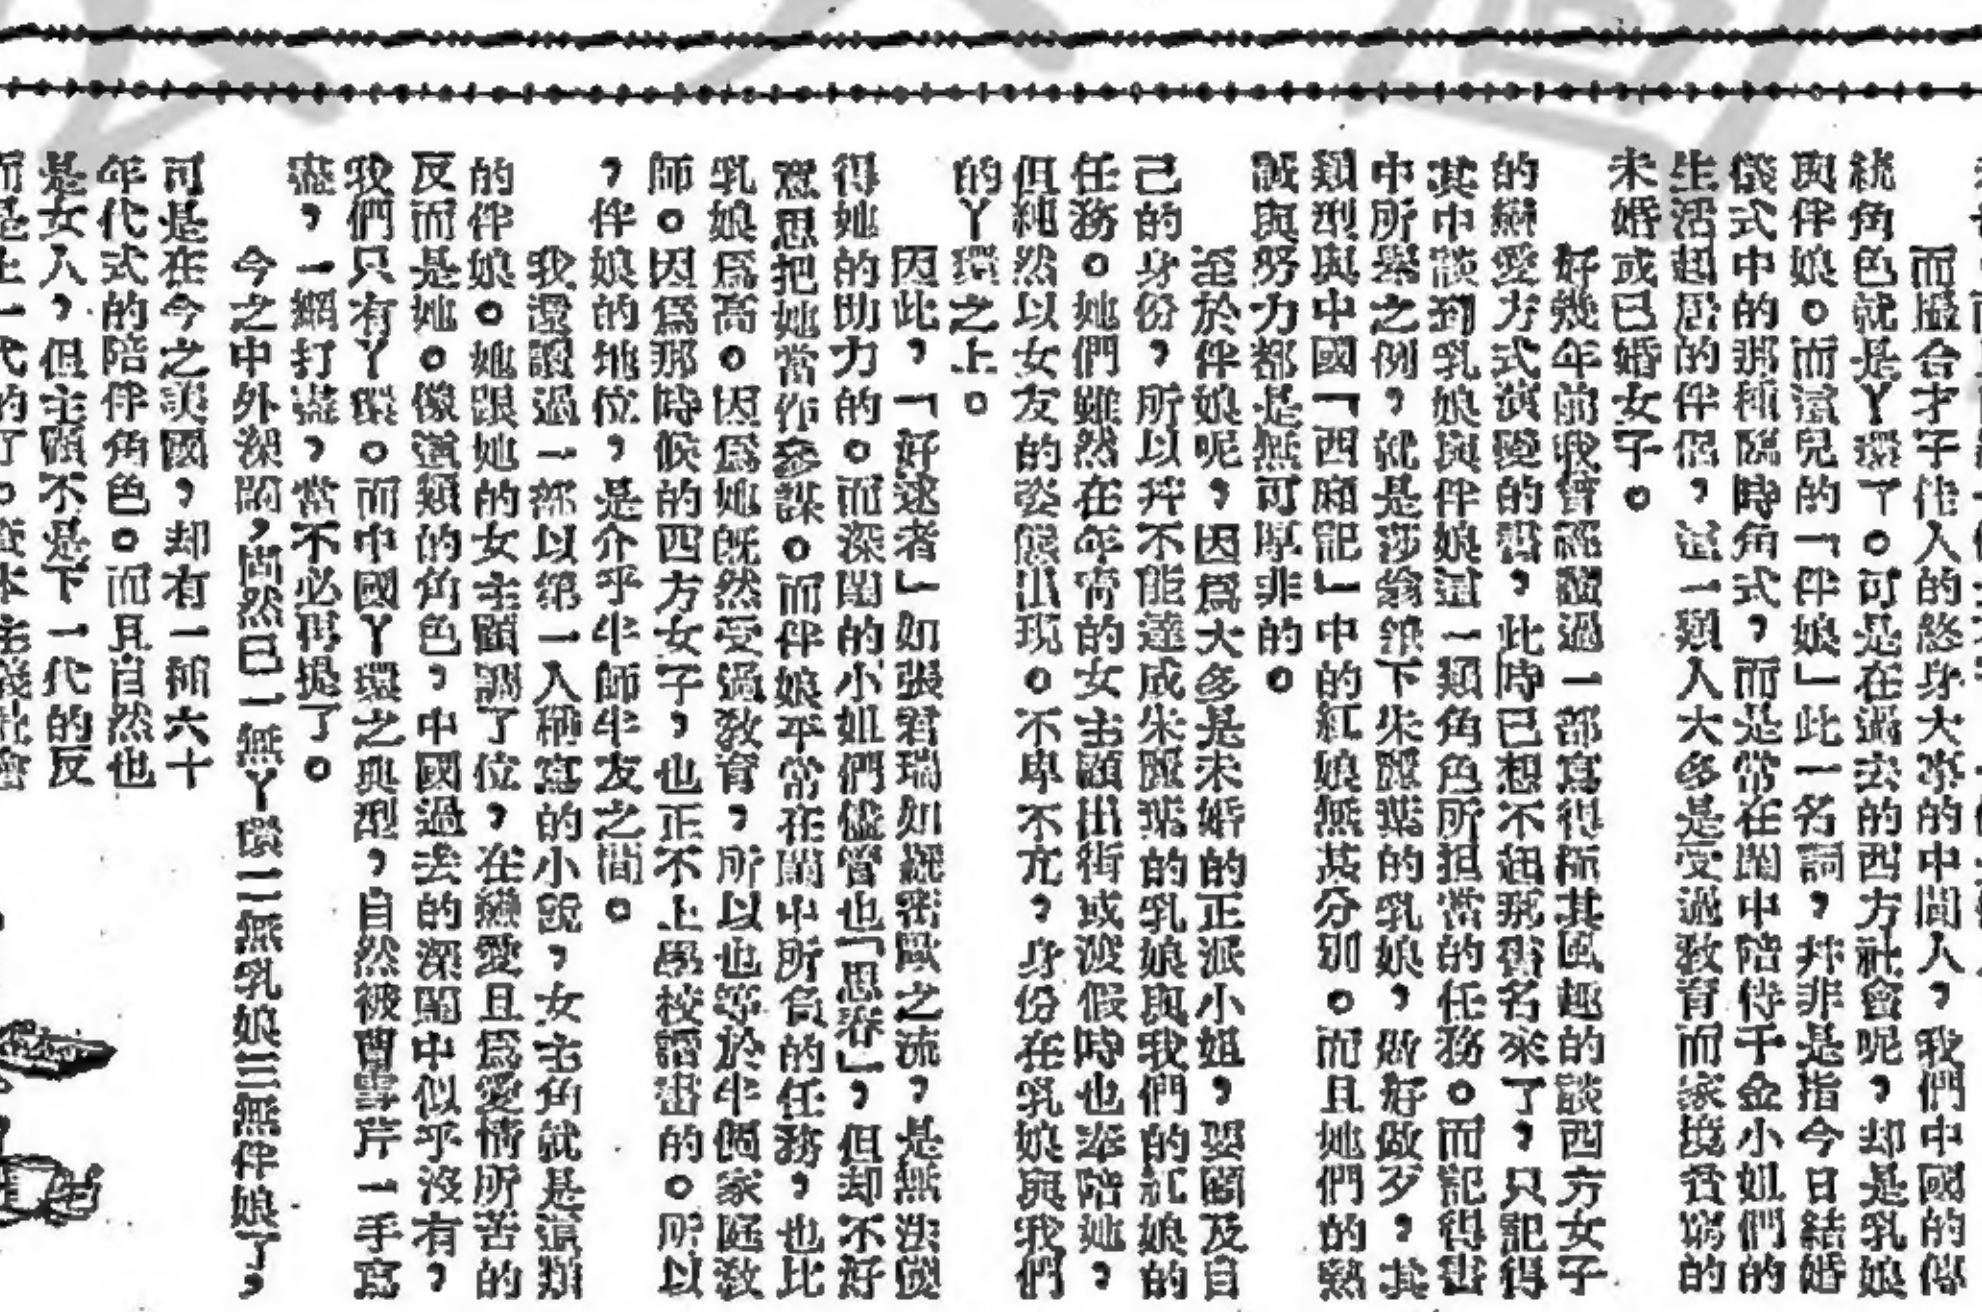 而撮合才子佳人的終身大事的中間人，我們中國的傳
統角色就是丫環了。可是在過去的西方社會呢，却是乳娘
與伴娘。而這兒的「伴娘」此一名詞，幷非是指今日結婚
儀式中的那種臨時角式，而是常在閨中陪侍千金小姐們的
生活起居的伴侶，這一類人大多是受過敎育而家境貧窮的
未婚或已婚女子。
好幾年前我曾經讀過一部寫得極其風趣的談西方女子
的戀愛方式演變的書，此時已想不起那書名來了，只記得
其中談到乳娘與伴娘這一類角色所担當的任務。而記得書
中所舉之例，就是莎翁筆下朱麗葉的乳娘，做好做歹，其
類型與中國「西廂記」中的紅娘無甚分別。而且她們的熱
誠與努力都是無可厚非的。
至於伴娘呢，因爲大多是未婚的正派小姐，要顧及自
己的身份，所以幷不能達成朱麗葉的乳娘與我們的紅娘的
任務。她們雖然在年靑的女主顧出街或渡假時也奉陪她，
但純然以女友的姿態出現。不卑不亢，身份在乳娘與我們
的丫環之上。
因此，「好逑者」如張君瑞如羅密歐之流，是無法獲
得她的助力的。而深閨的小姐們儘管也「思春」，但却不好
意思把她當作參謀。而伴娘平常在閨中所負的任務，也比
乳娘爲高。因爲她旣然受過敎育，所以也等於半個家庭敎
師。因爲那時候的四方女子，也正不上學校讀書的。所以
，伴娘的地位，是介乎半師半友之間。
我還讀過一部以第一人稱寫的小說，女主角就是這類
的伴娘。她跟她的女主顧調了位，在戀愛且爲愛情所苦的
反而是她。像這類的角色，中國過去的深閨中似乎沒有，
我們只有丫環。而中國丫環之典型，自然被曹雪芹一手寫
盡，一網打盡，當不必再提了。
今之中外深閨，固然已一無丫環二無乳娘三無伴娘了，
可是在今之美國，却有一種六十
年代式的陪伴角色。而且自然也
是女人，但主顧不是下一代的反
而是上一代的了。資本主義社會